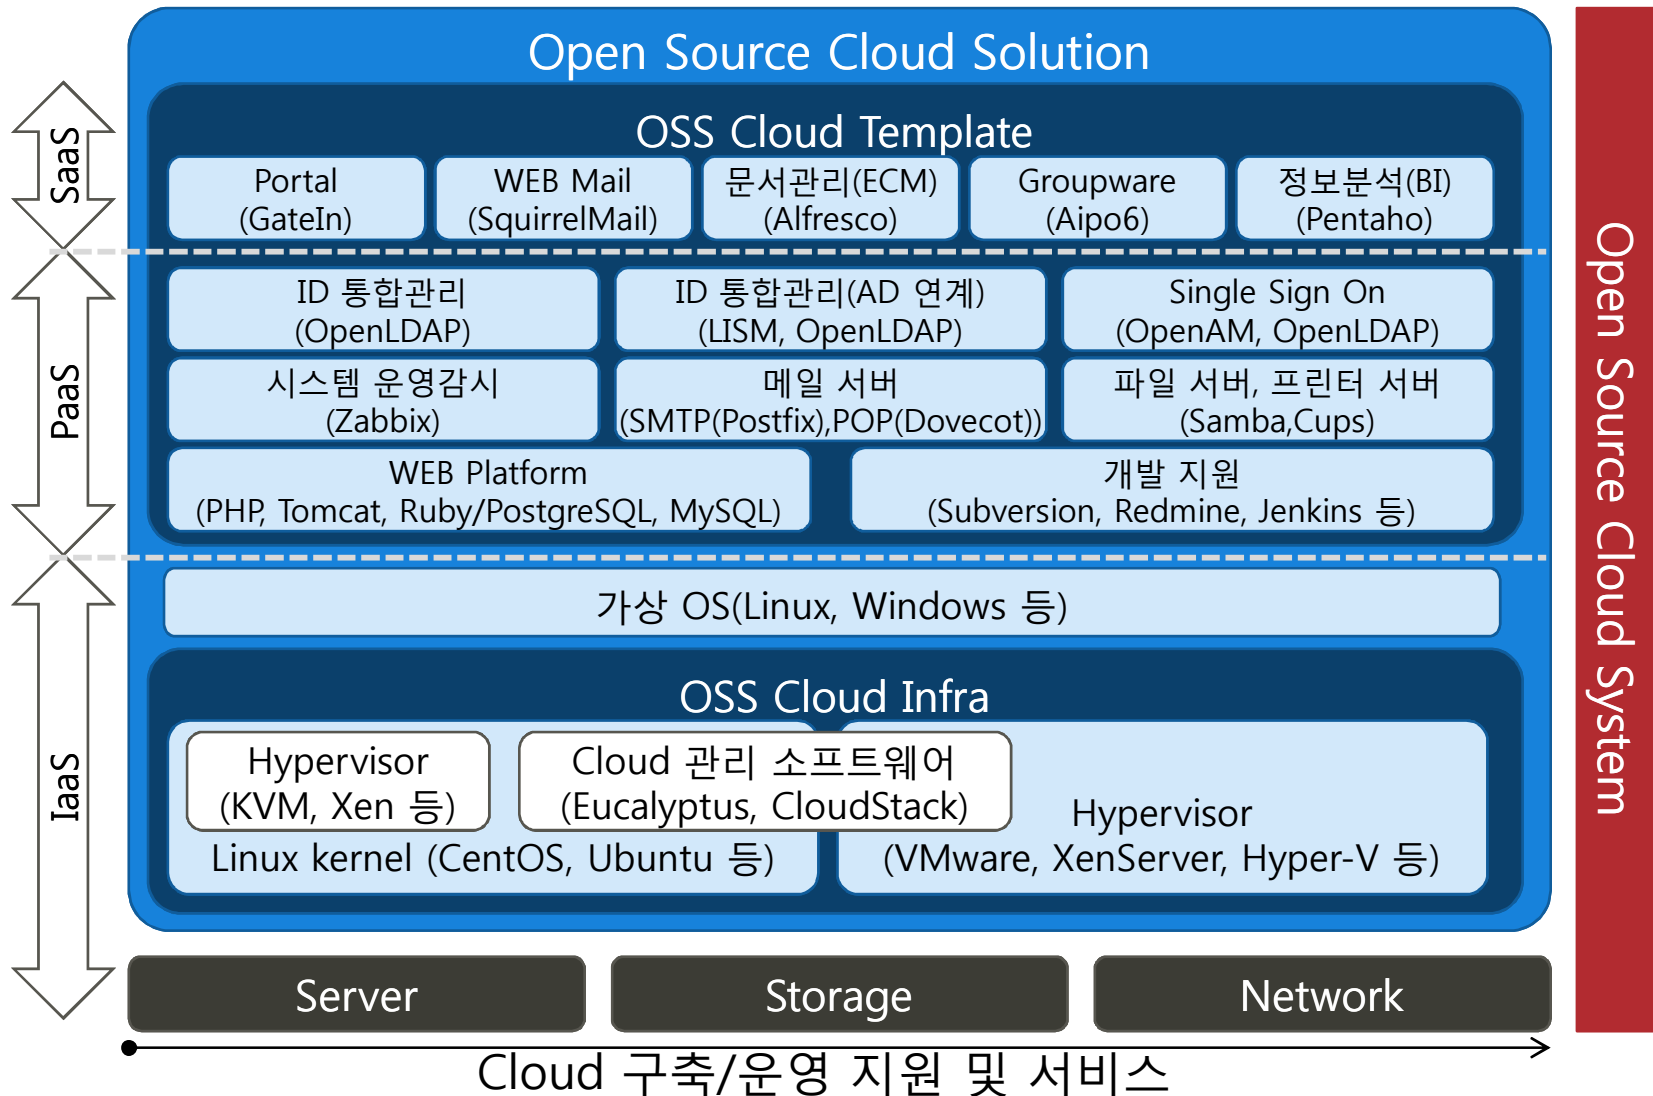 Open Source Cloud Solution
OSS Cloud Template
SaaS
Portal
(GateIn)
WEB Mail
(SquirrelMail)
문서관리(ECM)
(Alfresco)
Groupware
(Aipo6)
정보분석(BI)
(Pentaho)
PaaS
ID 통합관리
(OpenLDAP)
ID 통합관리(AD 연계)
(LISM, OpenLDAP)
Single Sign On
(OpenAM, OpenLDAP)
시스템 운영감시
(Zabbix)
메일 서버
(SMTP(Postfix),POP(Dovecot))
파일 서버, 프린터 서버
(Samba,Cups)
WEB Platform
(PHP, Tomcat, Ruby/PostgreSQL, MySQL)
개발 지원
(Subversion, Redmine, Jenkins 등)
IaaS
가상 OS(Linux, Windows 등)
OSS Cloud Infra
Hypervisor
(KVM, Xen 등)
Cloud 관리 소프트웨어
(Eucalyptus, CloudStack)
Linux kernel (CentOS, Ubuntu 등)
Hypervisor
(VMware, XenServer, Hyper-V 등)
Server
Storage
Network
Cloud 구축/운영 지원 및 서비스
Open Source Cloud System